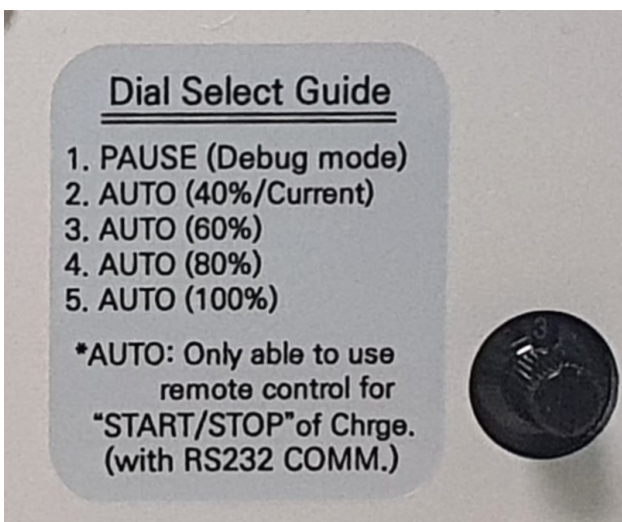 Dial Select Guide
1. PAUSE (Debug mode)
2. AUTO (40%/Current)
3. AUTO (60%)
4. AUTO (80%)
5. AUTO (100%)
*AUTO: Only able to use
remote control for
"START/STOP"of Chrge.
(with RS232 COMM.)
3